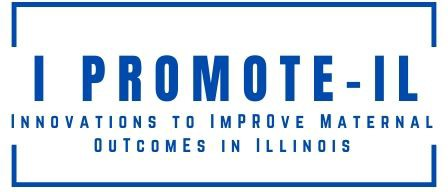 I PROMOTE-IL
INNOVATIONS TO IMPROVE MATERNAL
OUTCOMES IN ILLINOIS